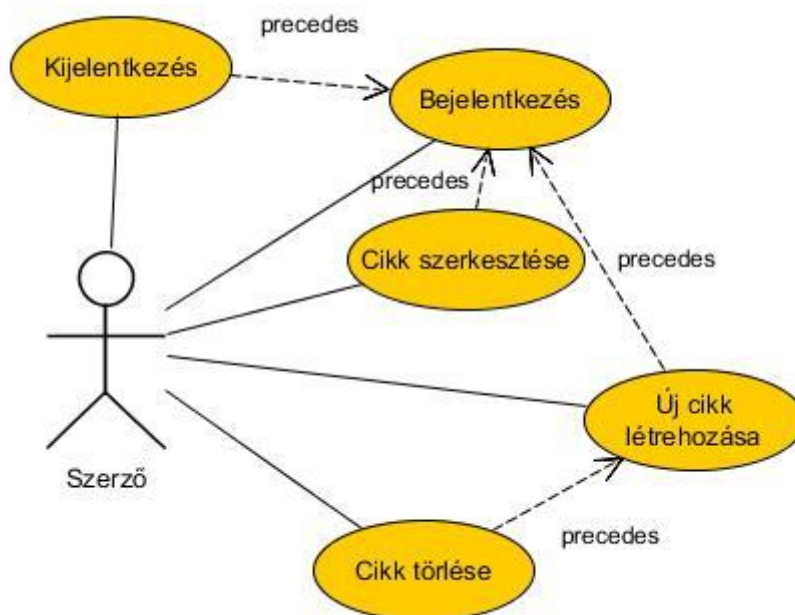 precedes
Kijelentkezés
Bejelentkezés
precedes
Cikk szerkesztése
precedes
Új cikk
létrehozása
Szerző
precedes
Cikk törlése